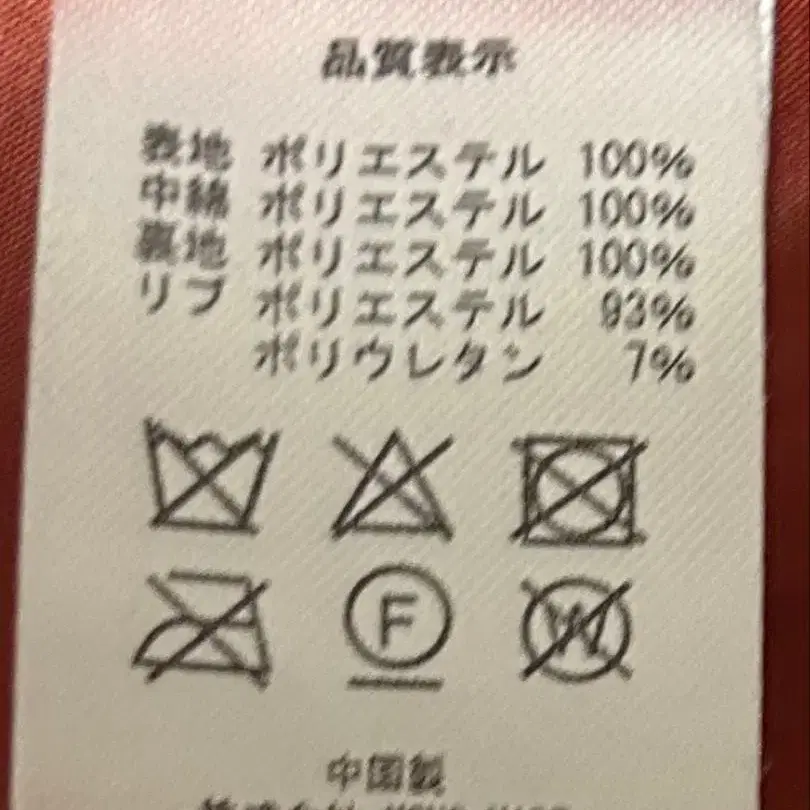 品質表示
表地 ポリエステル 100%
中綿 ポリエステル 100%
裏地 ポリエステル 100%
リブ ポリエステル 93%
ポリウレタン 7%
F
W
中国製